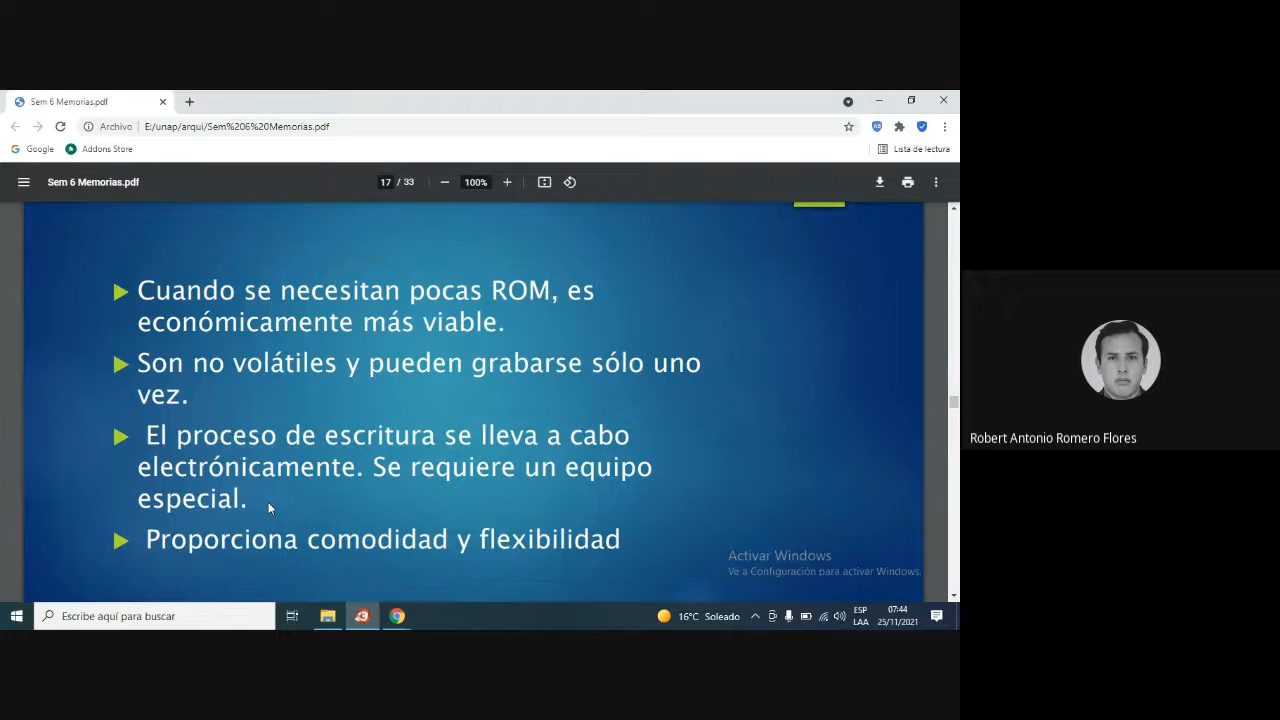 Sem 6 Memorias.pdf
Archivo
E:/unap/arqui/Sem%206%20Memorias.pdf
Google
Addons Store
Lista de lectura
Sem 6 Memorias.pdf
17 / 33
100%
Cuando se necesitan pocas ROM, es
económicamente más viable.
Son no volátiles y pueden grabarse sólo uno
vez.
El proceso de escritura se lleva a cabo
electrónicamente. Se requiere un equipo
especial.
Proporciona comodidad y flexibilidad
Activar Windows
Ve a Configuración para activar Windows.
Robert Antonio Romero Flores
Escribe aquí para buscar
16°C Soleado
ESP
LAA
07:44
25/11/2021